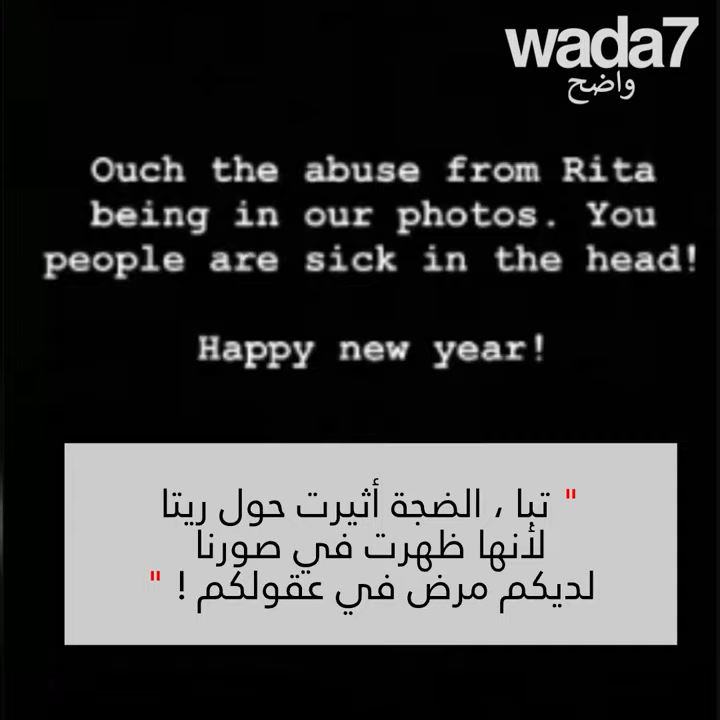 wada7
واضح
Ouch the abuse from Rita
being in our photos. You
people are sick in the head!
Happy new year!
" تبا ، الضجة أثيرت حول ريتا
لأنها ظهرت في صورنا
لديكم مرض في عقولكم ! "